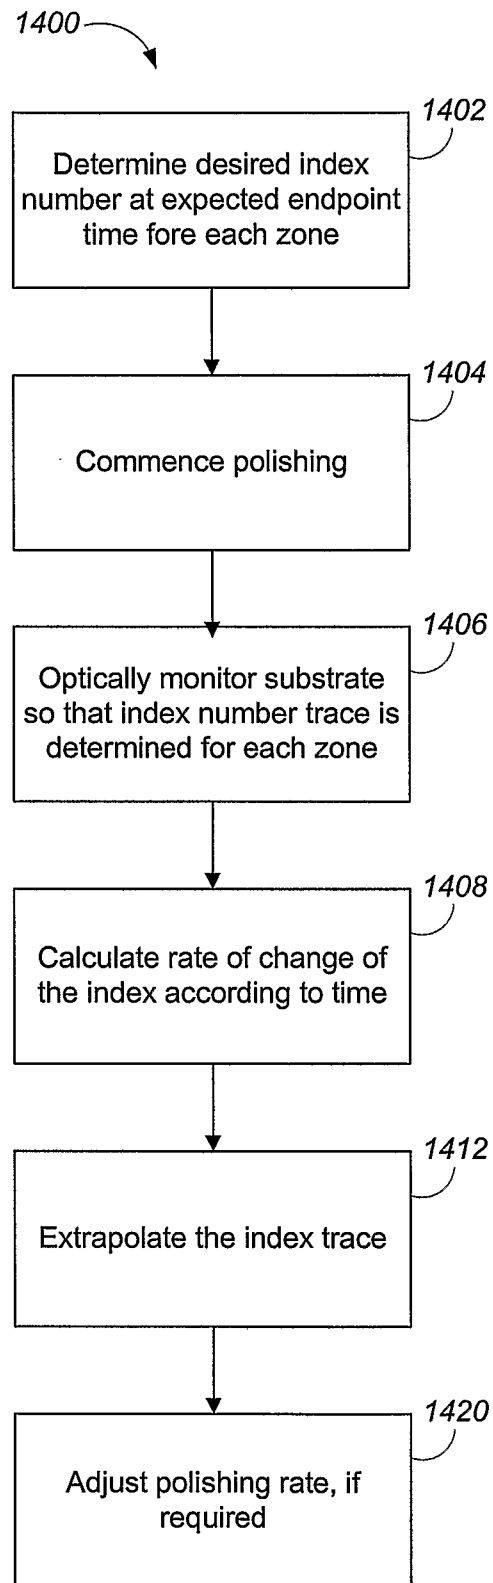 1400
1402
Determine desired index
number at expected endpoint
time fore each zone
1404
Commence polishing
1406
Optically monitor substrate
so that index number trace is
determined for each zone
1408
Calculate rate of change of
the index according to time
1412
Extrapolate the index trace
1420
Adjust polishing rate, if
required